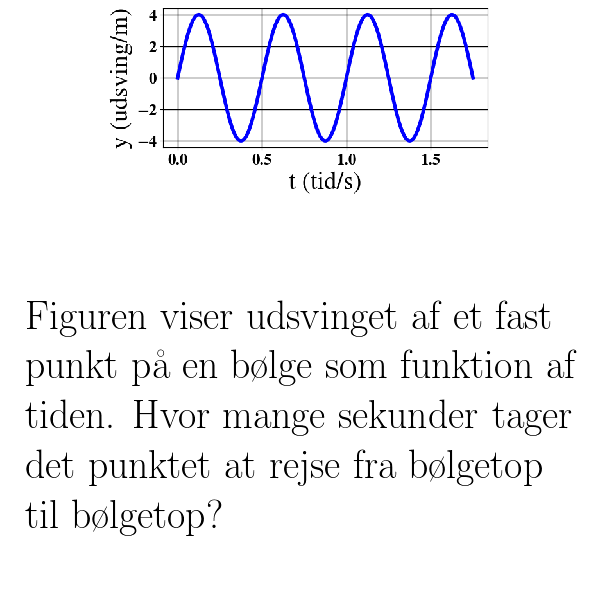 4
2
0
−2
−4
y (udsving/m)
0.0 0.5 1.0 1.5
t (tid/s)
Figuren viser udsvinget af et fast
punkt på en bølge som funktion af
tiden. Hvor mange sekunder tager
det punktet at rejse fra bølgetop
til bølgetop?